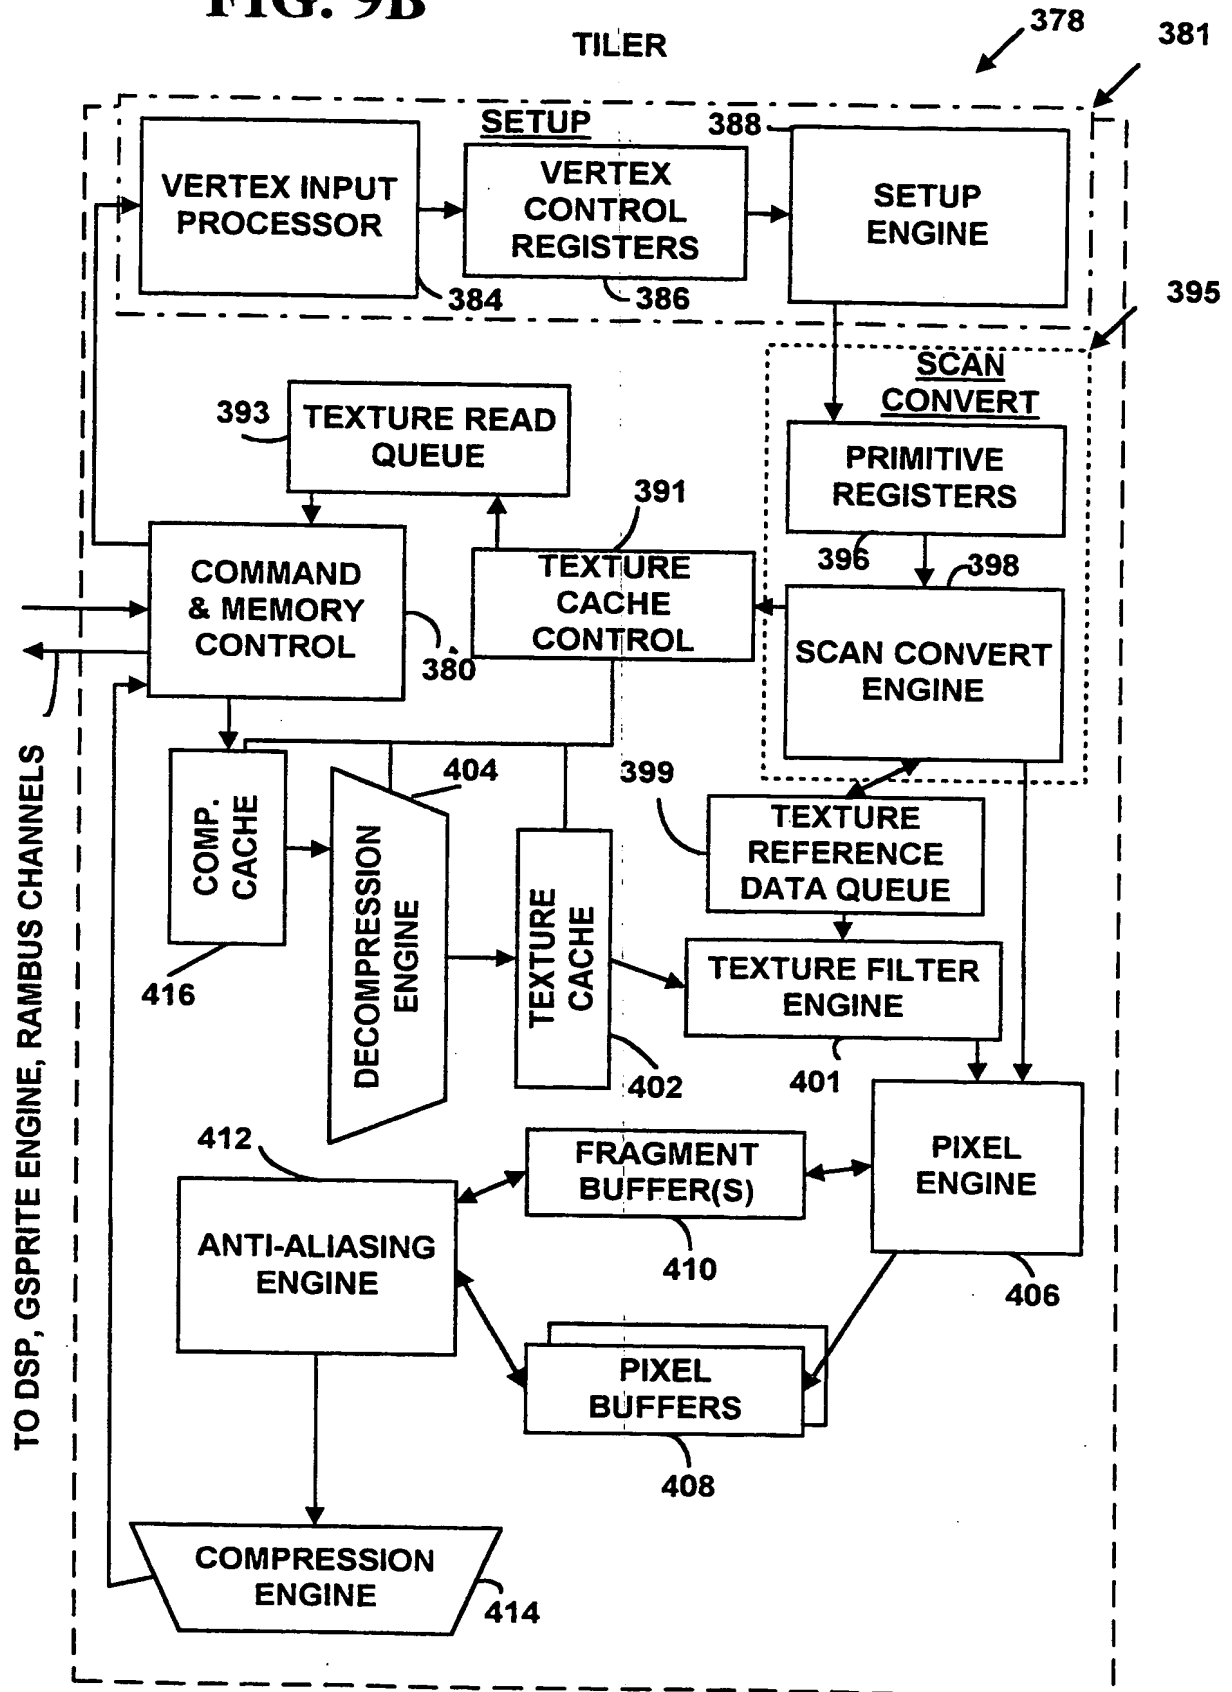 FIG. 9B
TILER
378
381
SETUP
388
VERTEX INPUT
PROCESSOR
384
VERTEX
CONTROL
REGISTERS
386
SETUP
ENGINE
395
SCAN
CONVERT
PRIMITIVE
REGISTERS
396
398
SCAN CONVERT
ENGINE
393
TEXTURE READ
QUEUE
391
TEXTURE
CACHE
CONTROL
COMMAND
& MEMORY
CONTROL
380
TO DSP, GSPRITE ENGINE, RAMBUS CHANNELS
COMP.
CACHE
416
404
DECOMPRESSION
ENGINE
TEXTURE
CACHE
402
399
TEXTURE
REFERENCE
DATA QUEUE
TEXTURE FILTER
ENGINE
401
412
ANTI-ALIASING
ENGINE
FRAGMENT
BUFFER(S)
410
PIXEL
ENGINE
406
PIXEL
BUFFERS
408
COMPRESSION
ENGINE
414